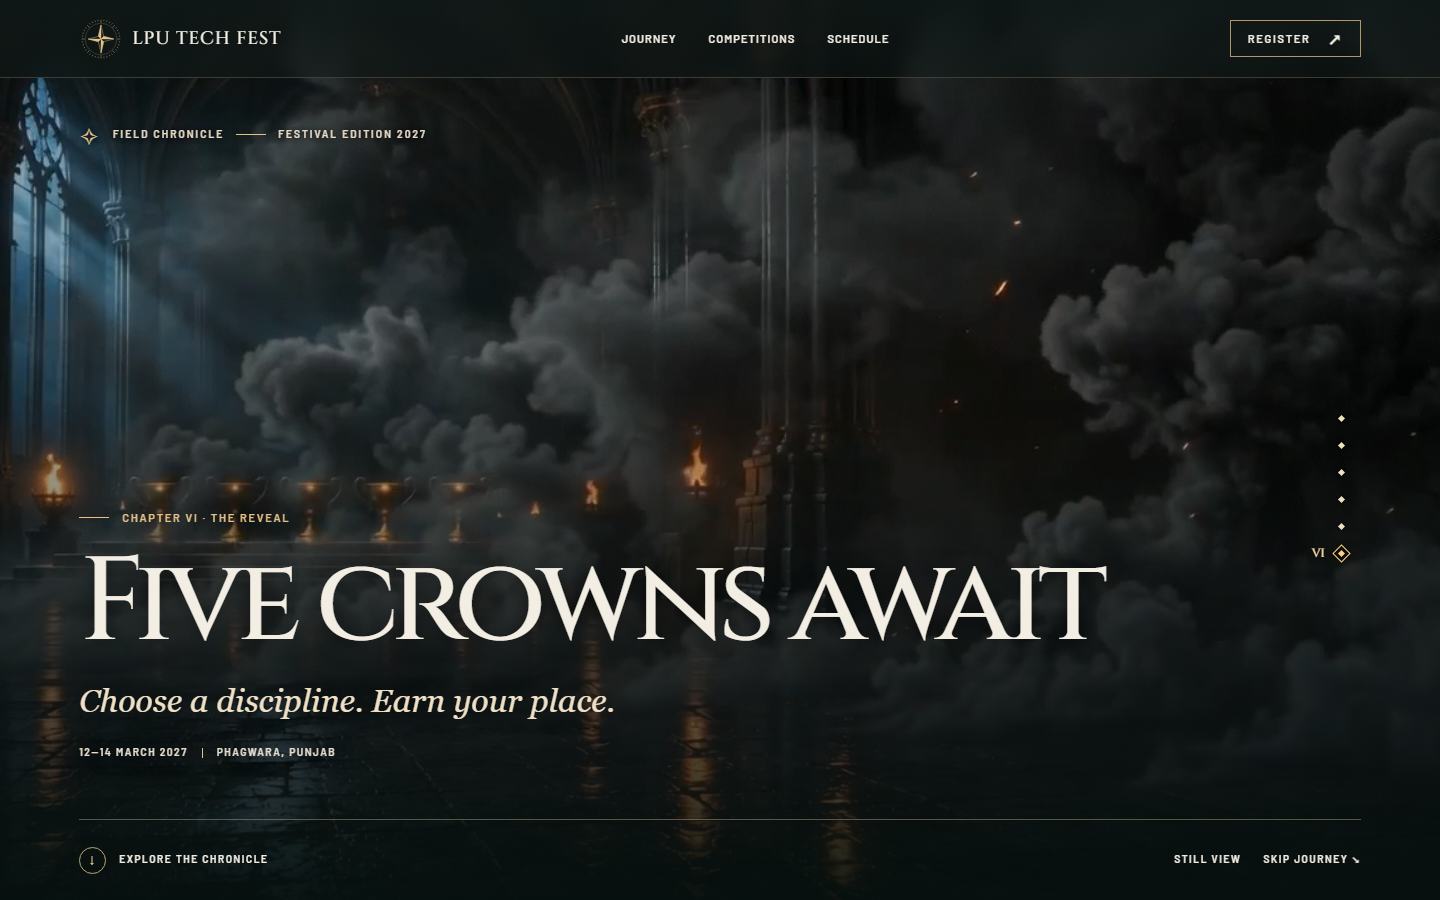 LPU TECH FEST
JOURNEY COMPETITIONS SCHEDULE
REGISTER ↗
FIELD CHRONICLE FESTIVAL EDITION 2027
CHAPTER VI · THE REVEAL
VI
FIVE CROWNS AWAIT
Choose a discipline. Earn your place.
12–14 MARCH 2027 | PHAGWARA, PUNJAB
↓ EXPLORE THE CHRONICLE
STILL VIEW SKIP JOURNEY ↘